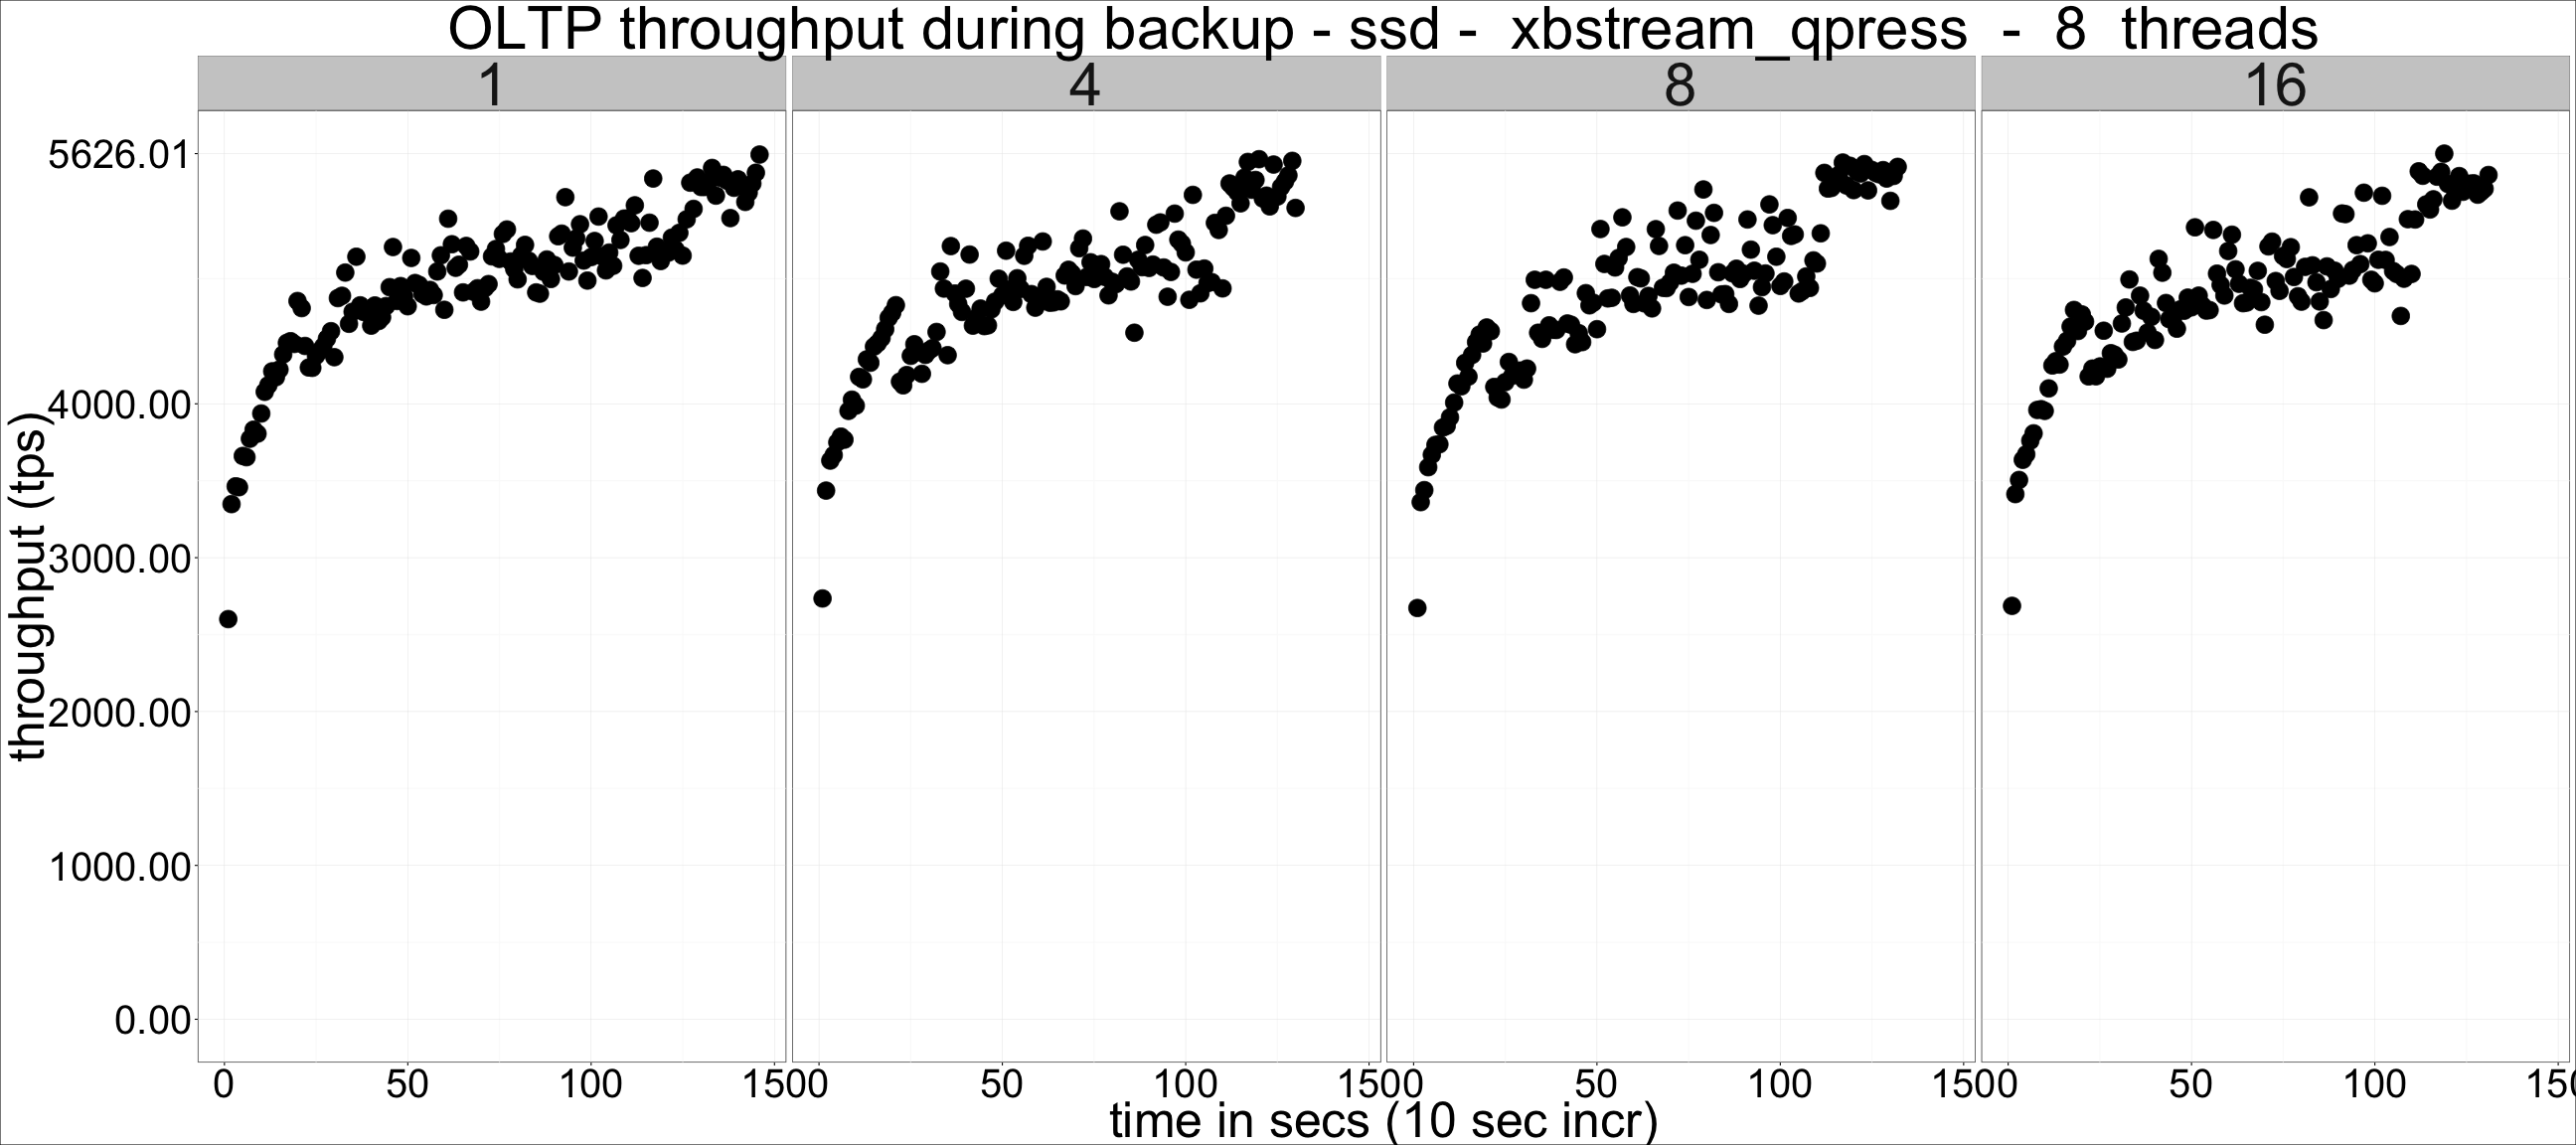 OLTP throughput during backup - ssd - xbstream_qpress - 8 threads
1 4 8 16
throughput (tps)
5626.01
4000.00
3000.00
2000.00
1000.00
0.00
0 50 100 150 0 50 100 150 0 50 100 150 0 50 100 150
time in secs (10 sec incr)